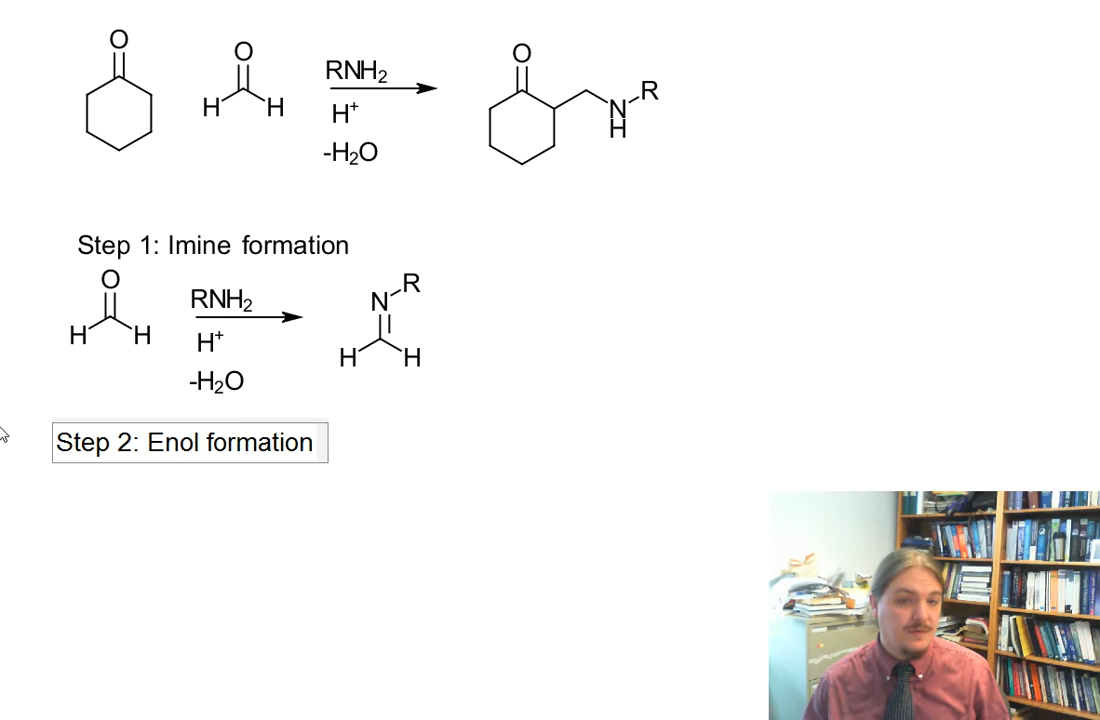 O
O
H H
RNH2
H+
-H2O
O
N
H
R
Step 1: Imine formation
O
H H
RNH2
H+
-H2O
N
R
H H
Step 2: Enol formation